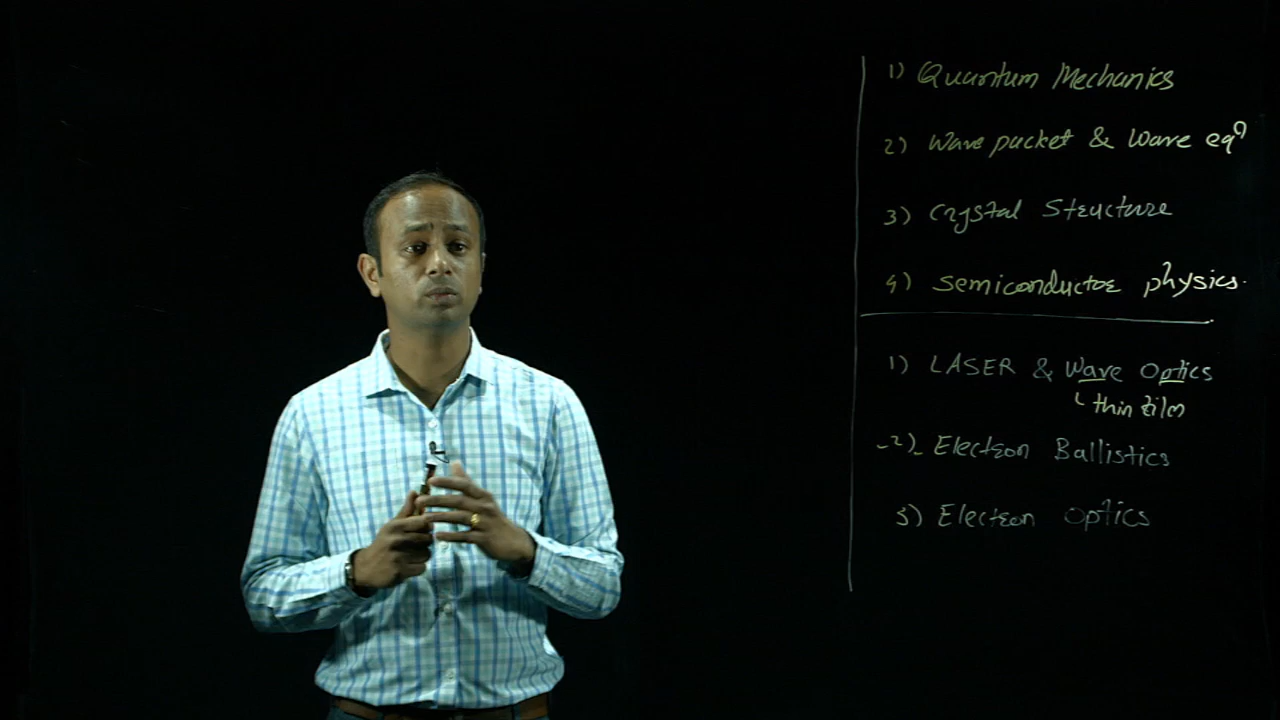 1) Quantum Mechanics
2) Wave packet & Wave eqn
3) Crystal Structure
4) Semiconductor physics.
1) LASER & Wave Optics
thin film
2) Electron Ballistics
3) Electron Optics